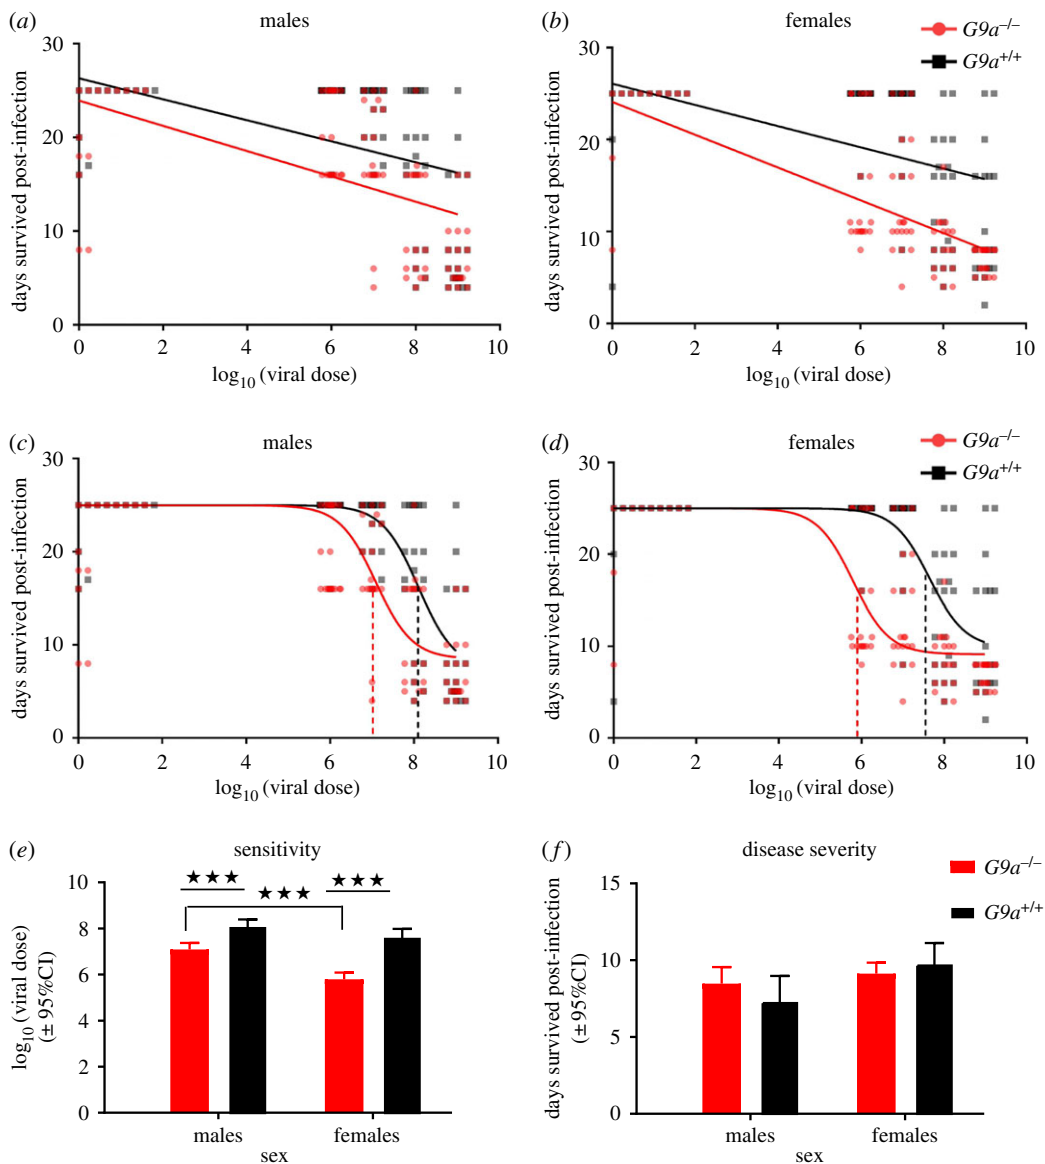 (a) males
days survived post-infection
30
20
10
0
0 2 4 6 8 10
log10 (viral dose)
(b) females
G9a–/–
G9a+/+
days survived post-infection
30
20
10
0
0 2 4 6 8 10
log10 (viral dose)
(c) males
days survived post-infection
30
20
10
0
0 2 4 6 8 10
log10 (viral dose)
(d) females
G9a–/–
G9a+/+
days survived post-infection
30
20
10
0
0 2 4 6 8 10
log10 (viral dose)
(e) sensitivity
★★★ ★★★ ★★★
log10 (viral dose)
(± 95%CI)
10
8
6
4
2
0
males females
sex
(f) disease severity
G9a–/–
G9a+/+
days survived post-infection
(± 95%CI)
15
10
5
0
males females
sex